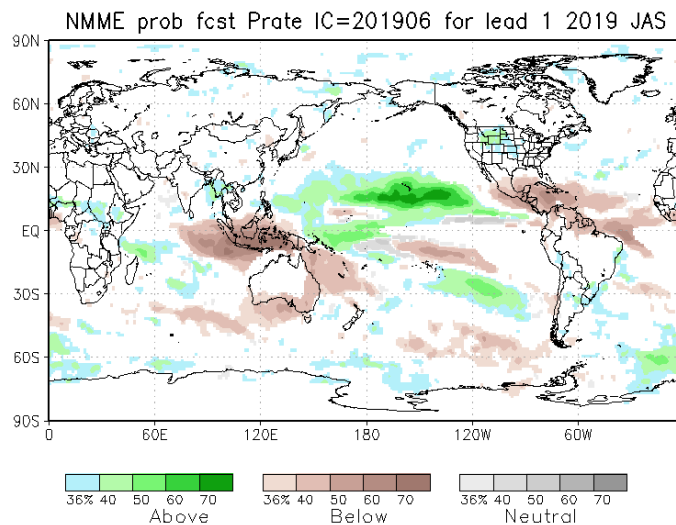 NMME prob fcst Prate IC=201906 for lead 1 2019 JAS
90N
60N
30N
EQ
30S
60S
90S
0 60E 120E 180 120W 60W
36% 40 50 60 70 36% 40 50 60 70 36% 40 50 60 70
Above Below Neutral